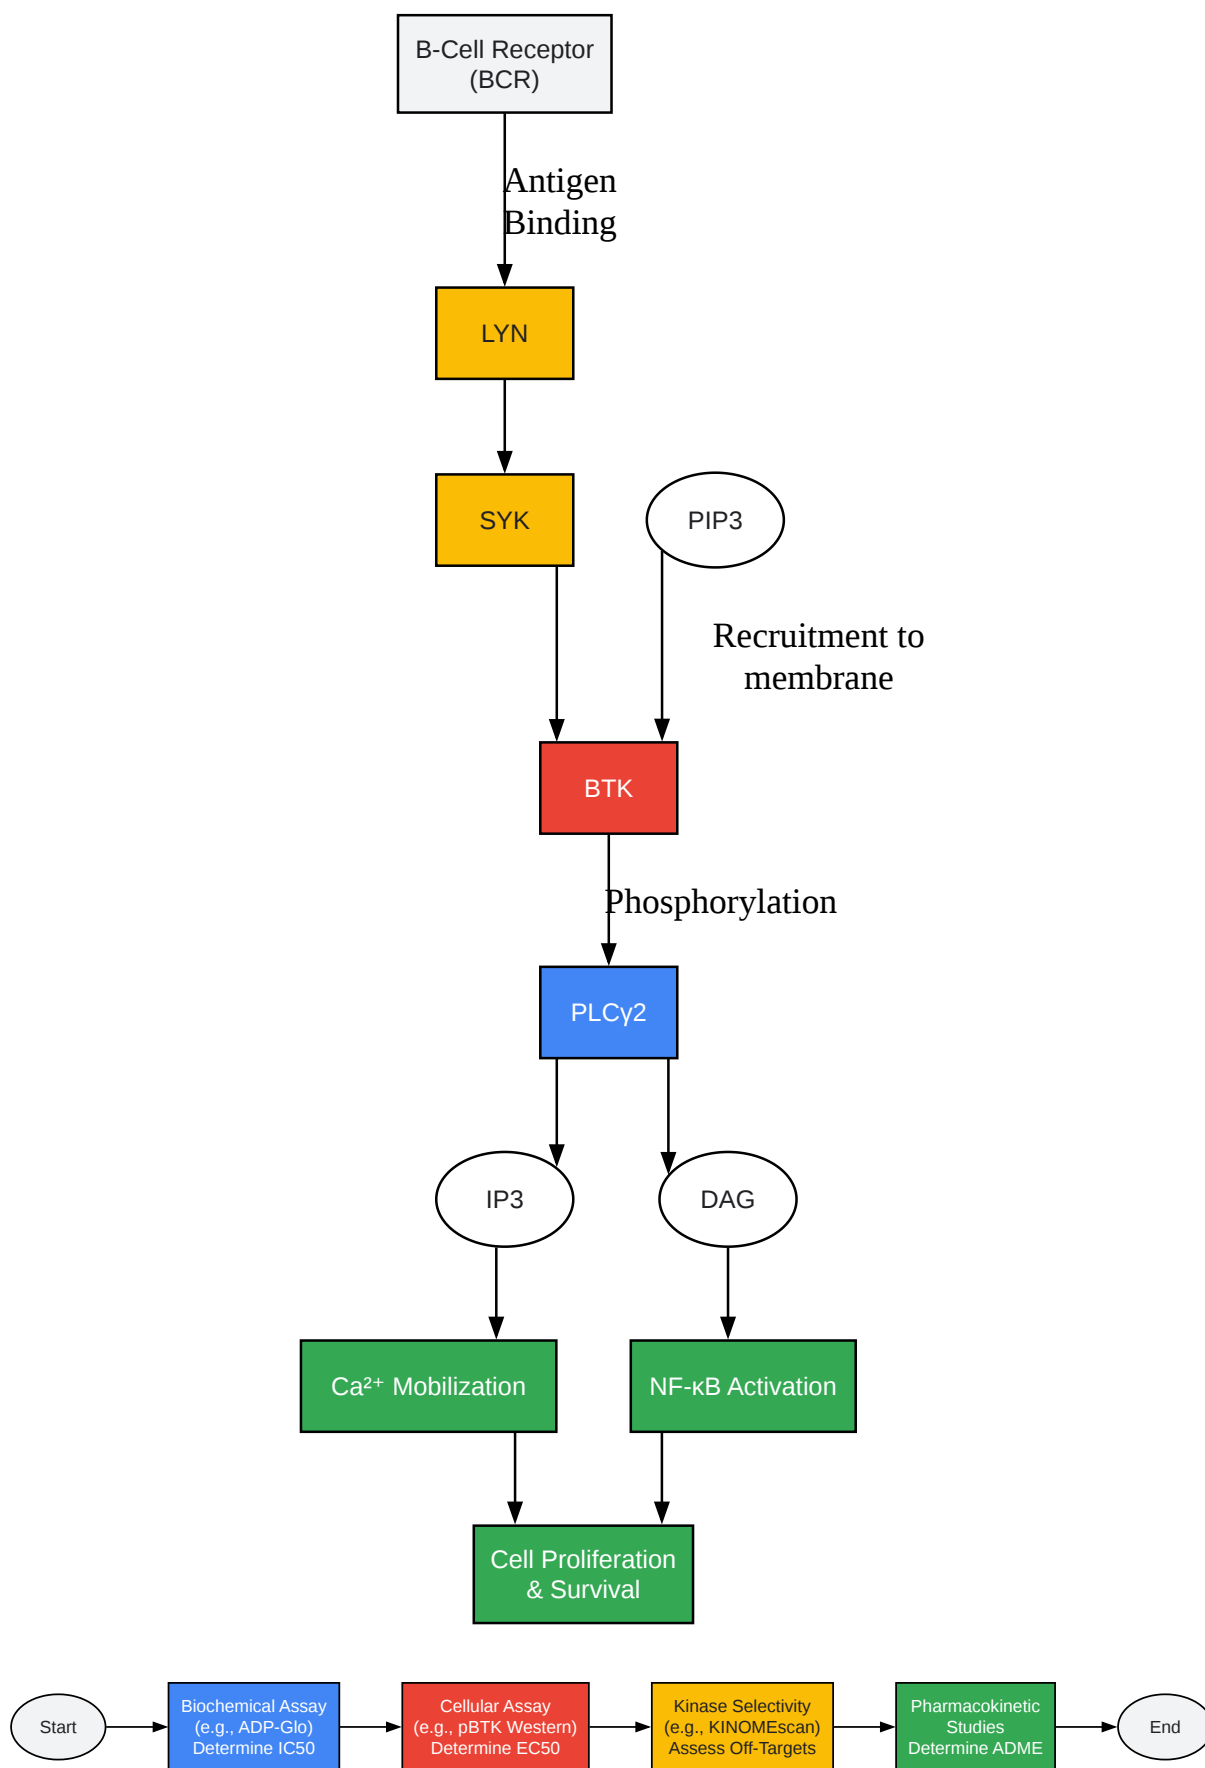 B-Cell Receptor
(BCR)
Antigen
Binding
LYN
SYK
PIP3
Recruitment to
membrane
BTK
Phosphorylation
PLCγ2
IP3
DAG
Ca²⁺ Mobilization
NF-κB Activation
Cell Proliferation
& Survival
Start
Biochemical Assay
(e.g., ADP-Glo)
Determine IC50
Cellular Assay
(e.g., pBTK Western)
Determine EC50
Kinase Selectivity
(e.g., KINOMEscan)
Assess Off-Targets
Pharmacokinetic
Studies
Determine ADME
End